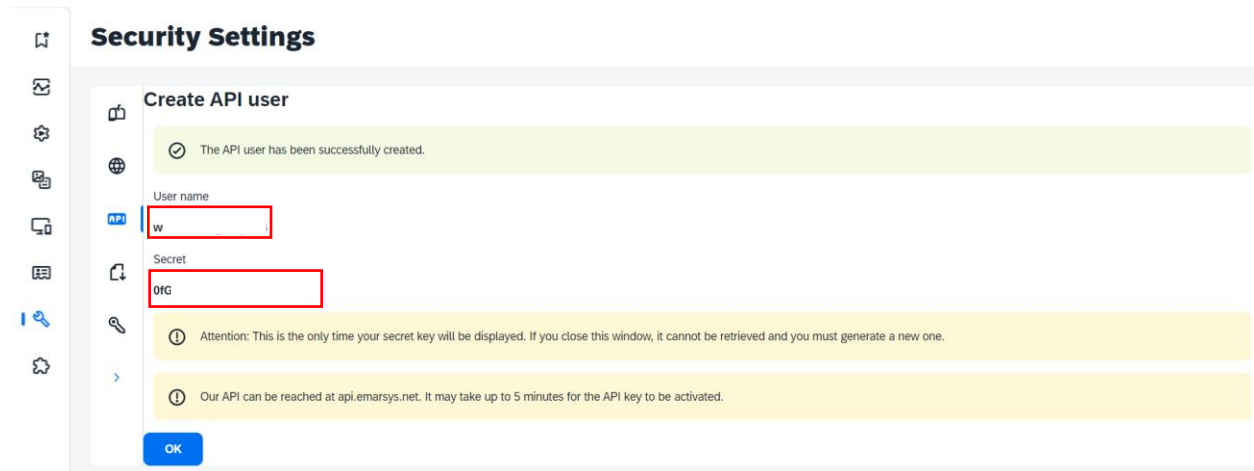 Security Settings
Create API user
The API user has been successfully created.
User name
w
API
Secret
0fG
Attention: This is the only time your secret key will be displayed. If you close this window, it cannot be retrieved and you must generate a new one.
Our API can be reached at api.emarsys.net. It may take up to 5 minutes for the API key to be activated.
OK